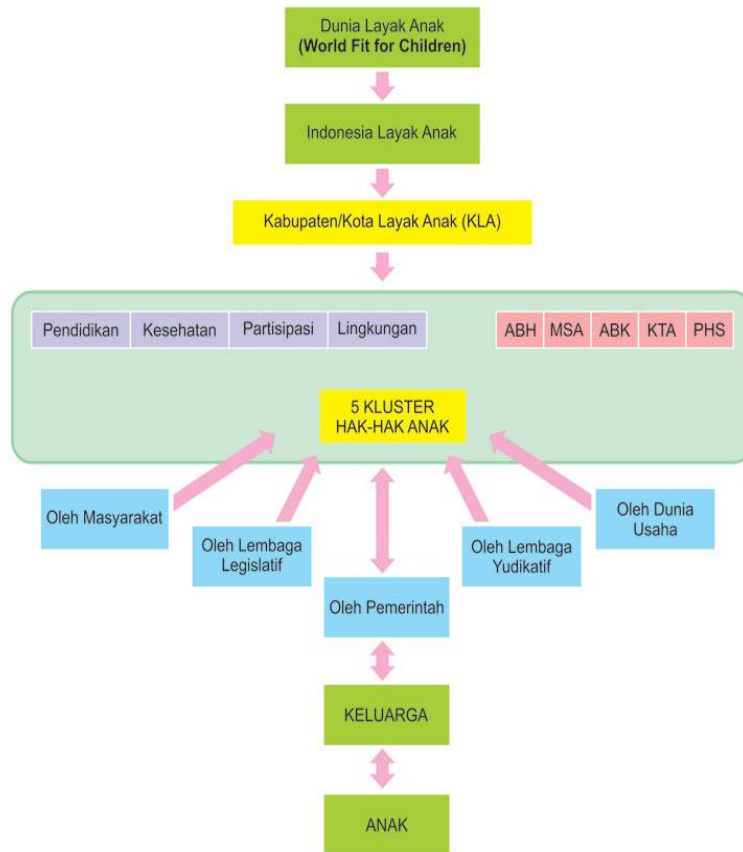 Dunia Layak Anak
(World Fit for Children)
Indonesia Layak Anak
Kabupaten/Kota Layak Anak (KLA)
Pendidikan Kesehatan Partisipasi Lingkungan ABH MSA ABK KTA PHS
5 KLUSTER
HAK-HAK ANAK
Oleh Masyarakat
Oleh Lembaga
Legislatif
Oleh Pemerintah
Oleh Lembaga
Yudikatif
Oleh Dunia
Usaha
KELUARGA
ANAK